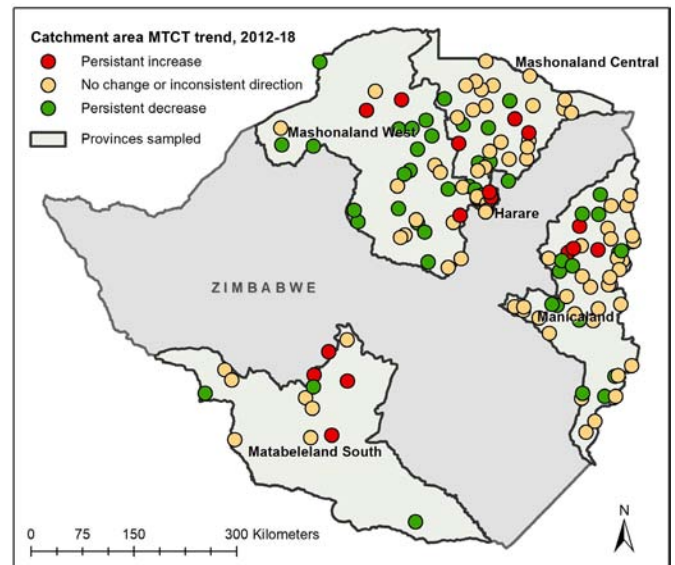 Catchment area MTCT trend, 2012-18
Persistant increase
No change or inconsistent direction
Persistent decrease
Provinces sampled
Mashonaland Central
Mashonaland West
Harare
ZIMBABWE
Manicaland
Matabeleland South
0 75 150 300 Kilometers
N